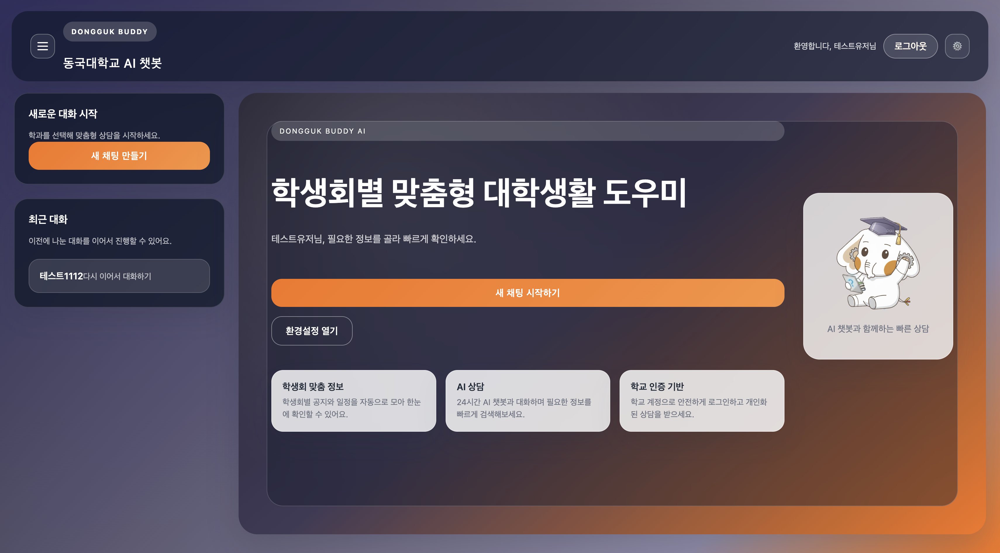 DONGGUK BUDDY
동국대학교 AI 챗봇
환영합니다, 테스트유저님
로그아웃
새로운 대화 시작
학과를 선택해 맞춤형 상담을 시작하세요.
새 채팅 만들기
최근 대화
이전에 나눈 대화를 이어서 진행할 수 있어요.
테스트1112다시 이어서 대화하기
DONGGUK BUDDY AI
학생회별 맞춤형 대학생활 도우미
테스트유저님, 필요한 정보를 골라 빠르게 확인하세요.
새 채팅 시작하기
환경설정 열기
학생회 맞춤 정보
학생회별 공지와 일정을 자동으로 모아 한눈
에 확인할 수 있어요.
AI 상담
24시간 AI 챗봇과 대화하며 필요한 정보를
빠르게 검색해보세요.
학교 인증 기반
학교 계정으로 안전하게 로그인하고 개인화
된 상담을 받으세요.
DGU
?
AI 챗봇과 함께하는 빠른 상담